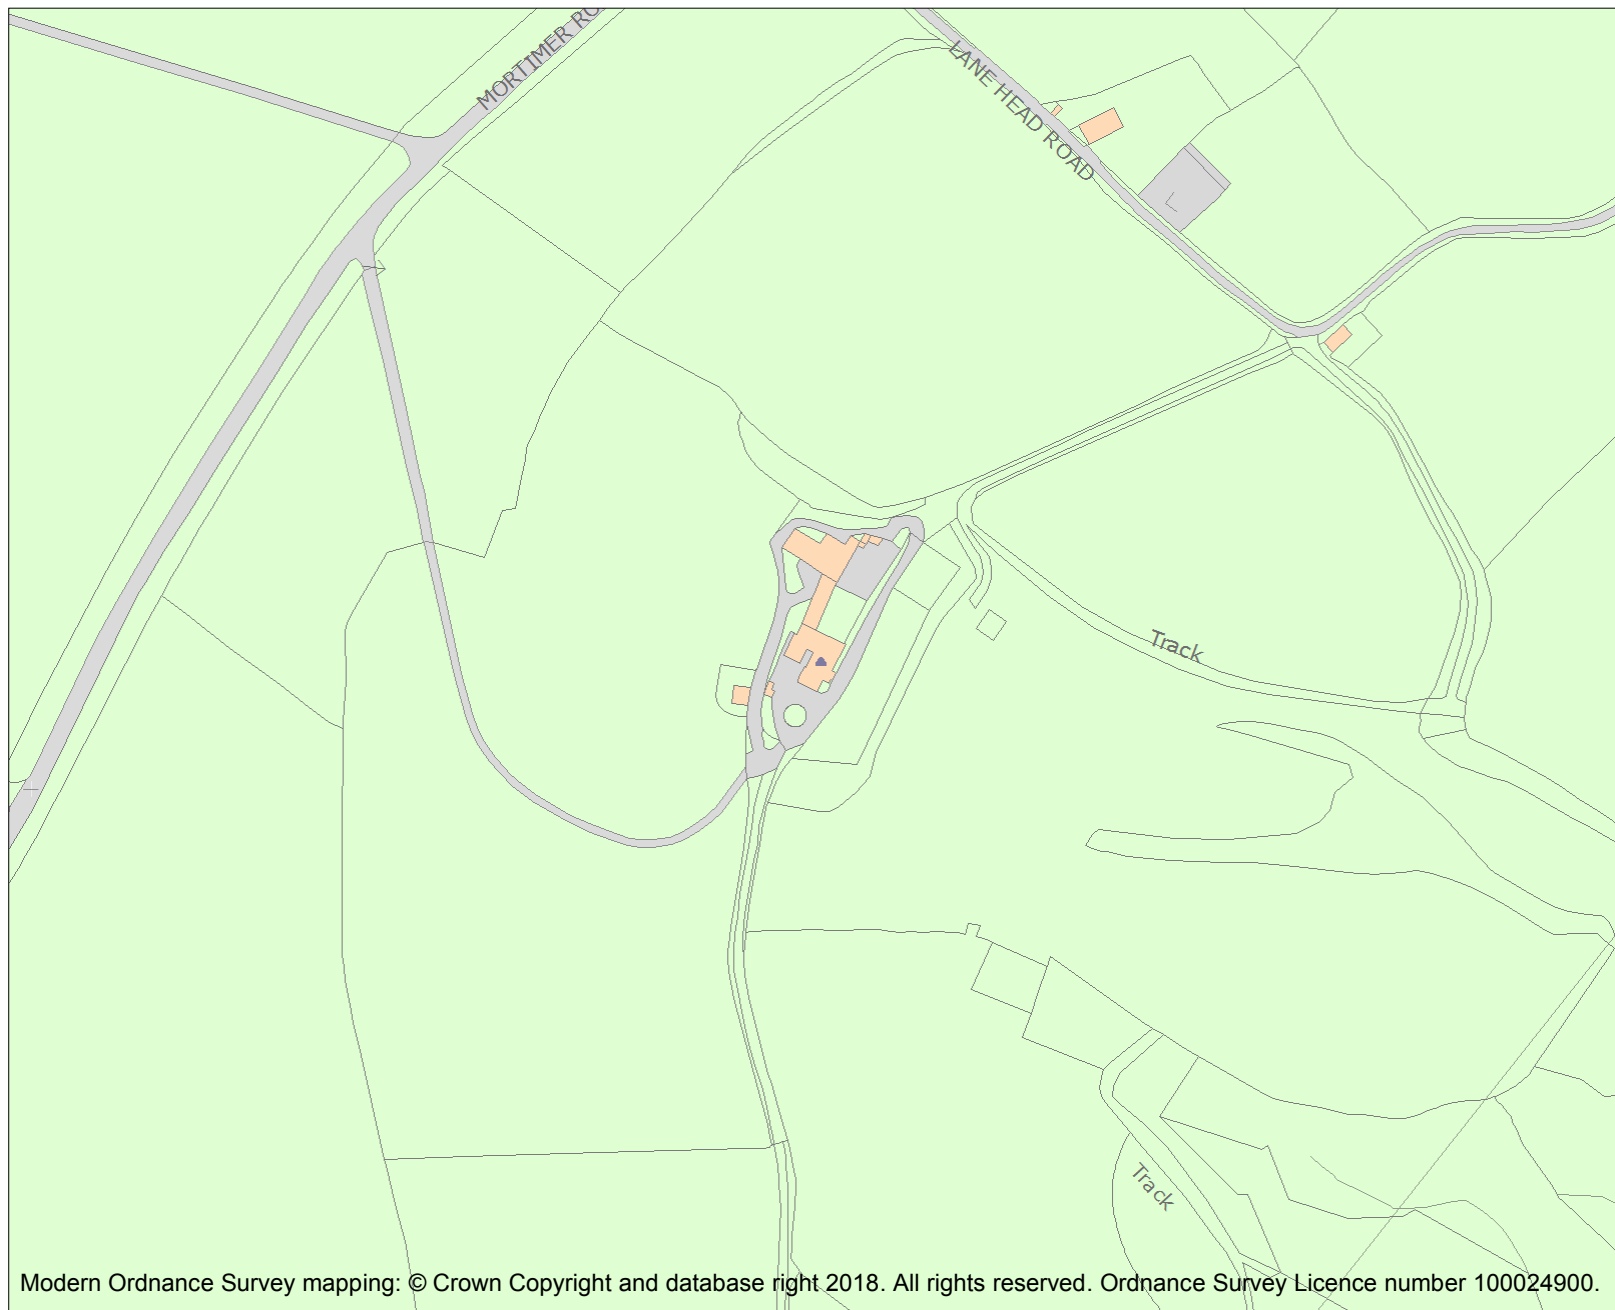 MORTIMER RO
LANE HEAD ROAD
Track
Track
Modern Ordnance Survey mapping: © Crown Copyright and database right 2018. All rights reserved. Ordnance Survey Licence number 100024900.